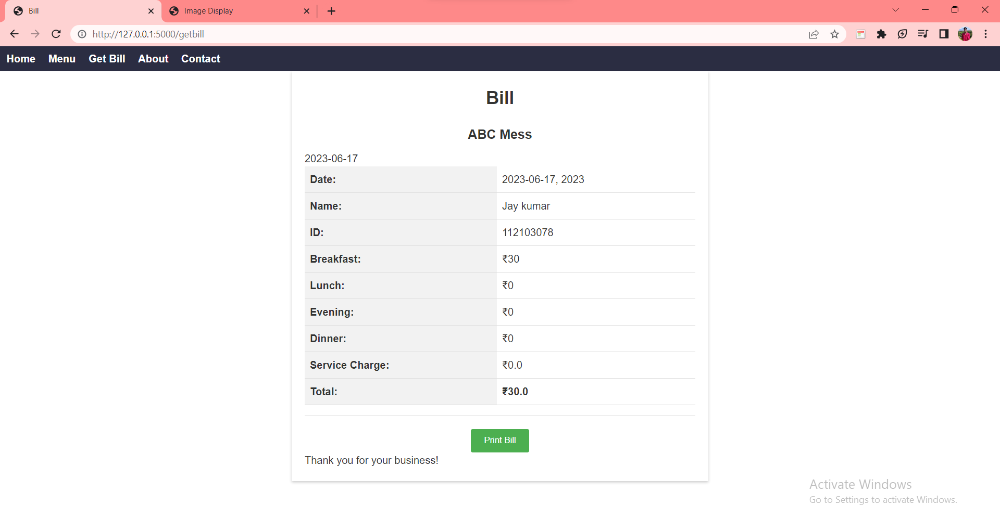 Bill
Image Display
http://127.0.0.1:5000/getbill
Home Menu Get Bill About Contact
Bill
ABC Mess
2023-06-17
Date: 2023-06-17, 2023
Name: Jay kumar
ID: 112103078
Breakfast: ₹30
Lunch: ₹0
Evening: ₹0
Dinner: ₹0
Service Charge: ₹0.0
Total: ₹30.0
Print Bill
Thank you for your business!
Activate Windows
Go to Settings to activate Windows.